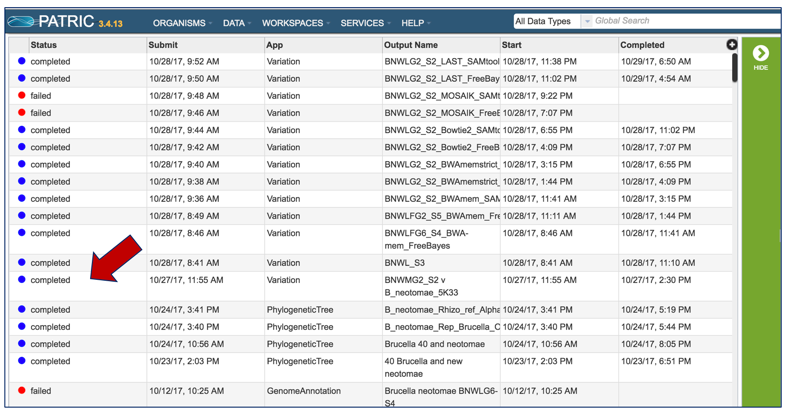 PATRIC 3.4.13 ORGANISMS DATA WORKSPACES SERVICES HELP All Data Types Global Search
Status Submit App Output Name Start Completed
HIDE
completed 10/28/17, 9:52 AM Variation BNWLG2_S2_LAST_SAMtool 10/28/17, 11:38 PM 10/29/17, 6:50 AM
completed 10/28/17, 9:50 AM Variation BNWLG2_S2_LAST_FreeBay 10/28/17, 11:02 PM 10/29/17, 4:54 AM
failed 10/28/17, 9:48 AM Variation BNWLG2_S2_MOSAIK_SAMt 10/28/17, 9:22 PM
failed 10/28/17, 9:46 AM Variation BNWLG2_S2_MOSAIK_FreeE 10/28/17, 7:07 PM
completed 10/28/17, 9:44 AM Variation BNWLG2_S2_Bowtie2_SAMto 10/28/17, 6:55 PM 10/28/17, 11:02 PM
completed 10/28/17, 9:42 AM Variation BNWLG2_S2_Bowtie2_FreeB 10/28/17, 4:09 PM 10/28/17, 7:07 PM
completed 10/28/17, 9:40 AM Variation BNWLG2_S2_BWAmemstrict_ 10/28/17, 3:15 PM 10/28/17, 6:55 PM
completed 10/28/17, 9:38 AM Variation BNWLG2_S2_BWAmemstrict_ 10/28/17, 1:44 PM 10/28/17, 4:09 PM
completed 10/28/17, 9:36 AM Variation BNWLG2_S2_BWAmem_SAM 10/28/17, 11:41 AM 10/28/17, 3:15 PM
completed 10/28/17, 8:49 AM Variation BNWLFG2_S5_BWAmem_Fre 10/28/17, 11:11 AM 10/28/17, 1:44 PM
completed 10/28/17, 8:46 AM Variation BNWLFG6_S4_BWA- 10/28/17, 8:46 AM 10/28/17, 11:41 AM
mem_FreeBayes
completed 10/28/17, 8:41 AM Variation BNWL_S3 10/28/17, 8:41 AM 10/28/17, 11:10 AM
completed 10/27/17, 11:55 AM Variation BNWMG2_S2 v 10/27/17, 11:55 AM 10/27/17, 2:30 PM
B_neotomae_5K33
completed 10/24/17, 3:41 PM PhylogeneticTree B_neotomae_Rhizo_ref_Alpha 10/24/17, 3:41 PM 10/24/17, 5:19 PM
completed 10/24/17, 3:40 PM PhylogeneticTree B_neotomae_Rep_Brucella_C 10/24/17, 3:40 PM 10/24/17, 5:44 PM
completed 10/24/17, 10:56 AM PhylogeneticTree Brucella 40 and neotomae 10/24/17, 10:56 AM 10/24/17, 8:05 PM
completed 10/23/17, 2:03 PM PhylogeneticTree 40 Brucella and new 10/23/17, 2:03 PM 10/23/17, 6:51 PM
neotomae
failed 10/12/17, 10:25 AM GenomeAnnotation Brucella neotomae BNWLG6- 10/12/17, 10:25 AM
S4